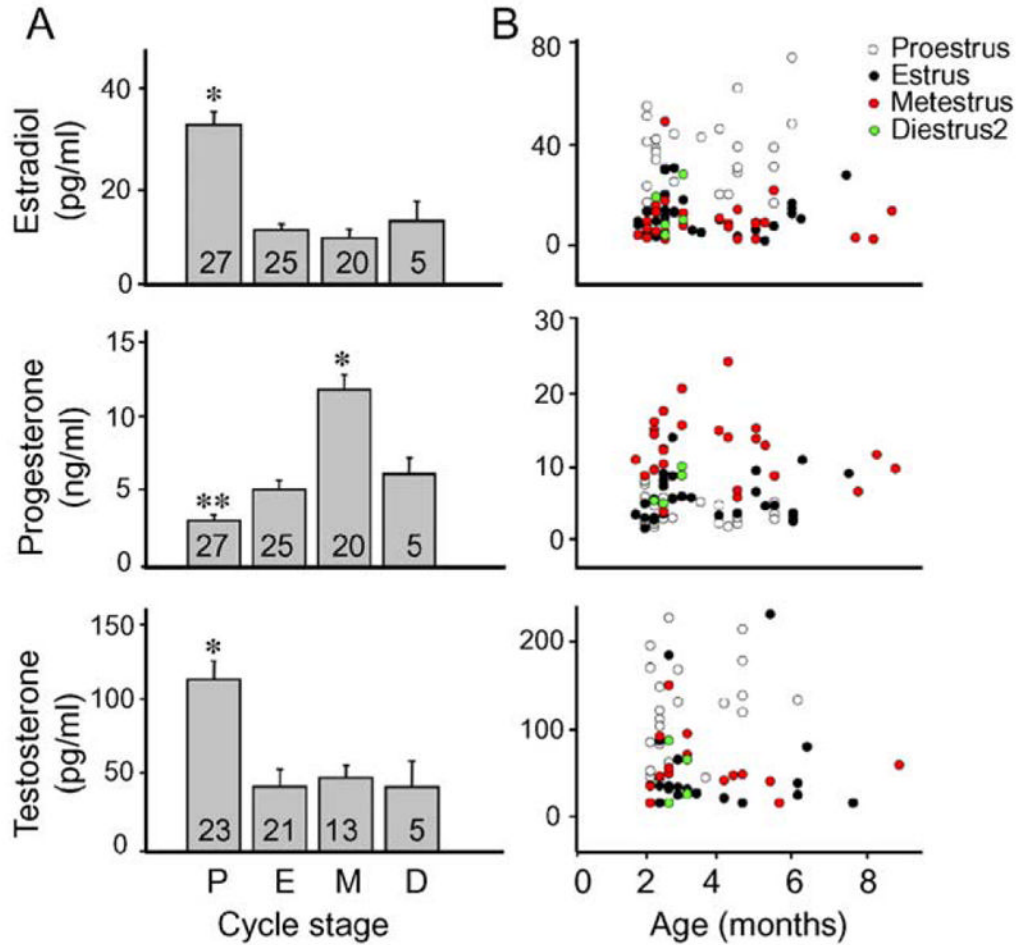 A
Estradiol
(pg/ml)
40
20
0
*
27
25
20
5
Progesterone
(ng/ml)
15
10
5
0
**
*
27
25
20
5
Testosterone
(pg/ml)
150
100
50
0
*
23
21
13
5
P E M D
Cycle stage
B
80
40
0
Proestrus
Estrus
Metestrus
Diestrus2
30
20
10
0
200
100
0
0 2 4 6 8
Age (months)